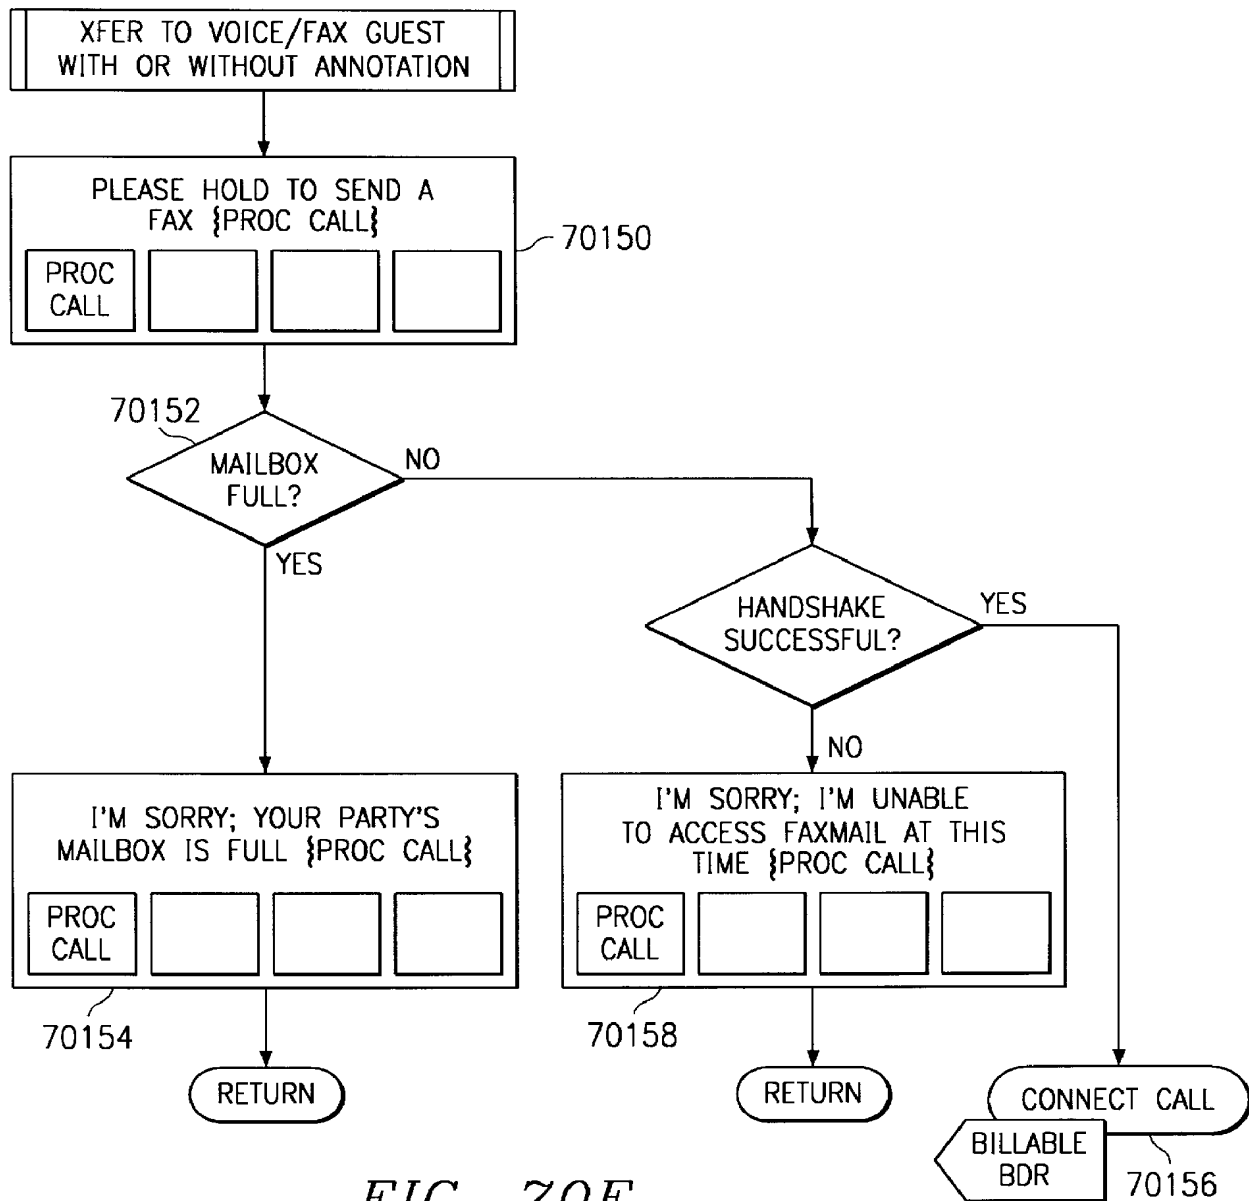 XFER TO VOICE/FAX GUEST
WITH OR WITHOUT ANNOTATION
PLEASE HOLD TO SEND A
FAX {PROC CALL}
PROC
CALL
70150
70152
MAILBOX
FULL?
NO
YES
HANDSHAKE
SUCCESSFUL?
YES
NO
I'M SORRY; YOUR PARTY'S
MAILBOX IS FULL {PROC CALL}
PROC
CALL
70154
RETURN
I'M SORRY; I'M UNABLE
TO ACCESS FAXMAIL AT THIS
TIME {PROC CALL}
PROC
CALL
70158
RETURN
CONNECT CALL
BILLABLE
BDR
70156